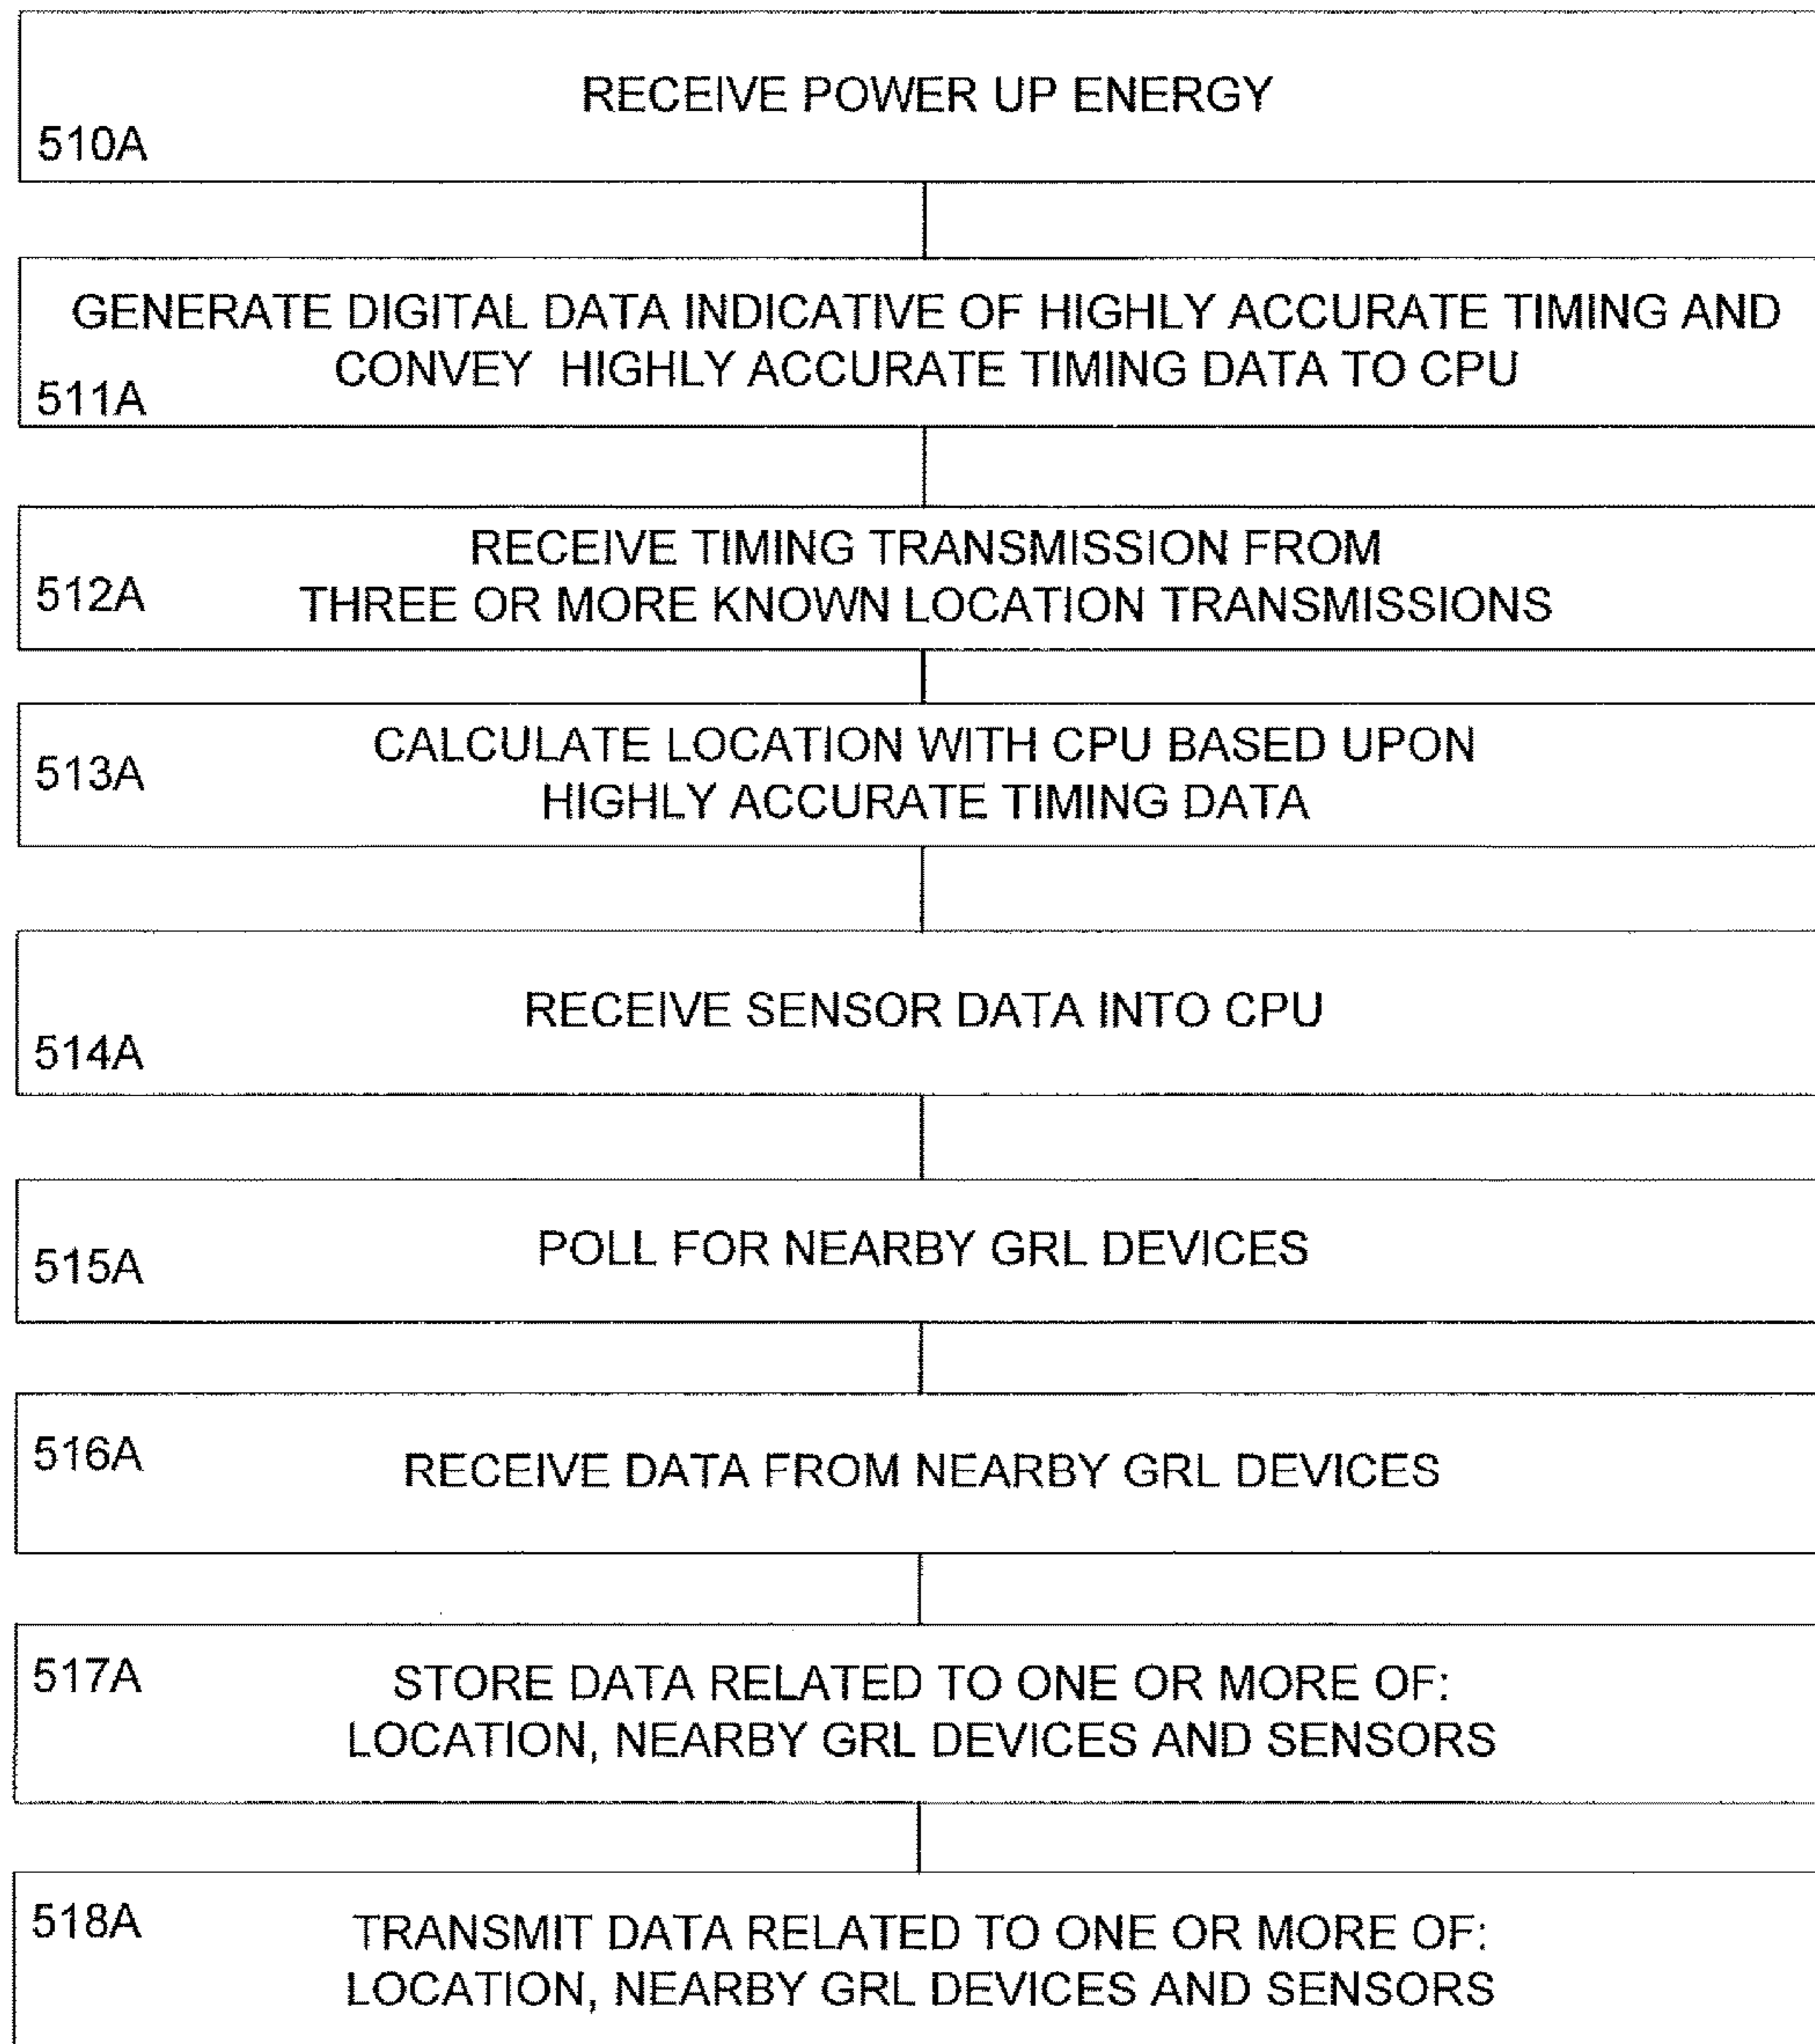 RECEIVE POWER UP ENERGY
510A
GENERATE DIGITAL DATA INDICATIVE OF HIGHLY ACCURATE TIMING AND
CONVEY HIGHLY ACCURATE TIMING DATA TO CPU
511A
RECEIVE TIMING TRANSMISSION FROM
512A
THREE OR MORE KNOWN LOCATION TRANSMISSIONS
CALCULATE LOCATION WITH CPU BASED UPON
513A
HIGHLY ACCURATE TIMING DATA
RECEIVE SENSOR DATA INTO CPU
514A
POLL FOR NEARBY GRL DEVICES
515A
516A
RECEIVE DATA FROM NEARBY GRL DEVICES
517A
STORE DATA RELATED TO ONE OR MORE OF:
LOCATION, NEARBY GRL DEVICES AND SENSORS
518A
TRANSMIT DATA RELATED TO ONE OR MORE OF:
LOCATION, NEARBY GRL DEVICES AND SENSORS